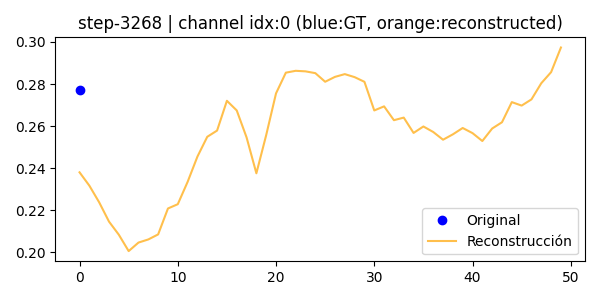 step-3268 | channel idx:0 (blue:GT, orange:reconstructed)
0.30
0.28
0.26
0.24
0.22
0.20
0 10 20 30 40 50
Original
Reconstrucción